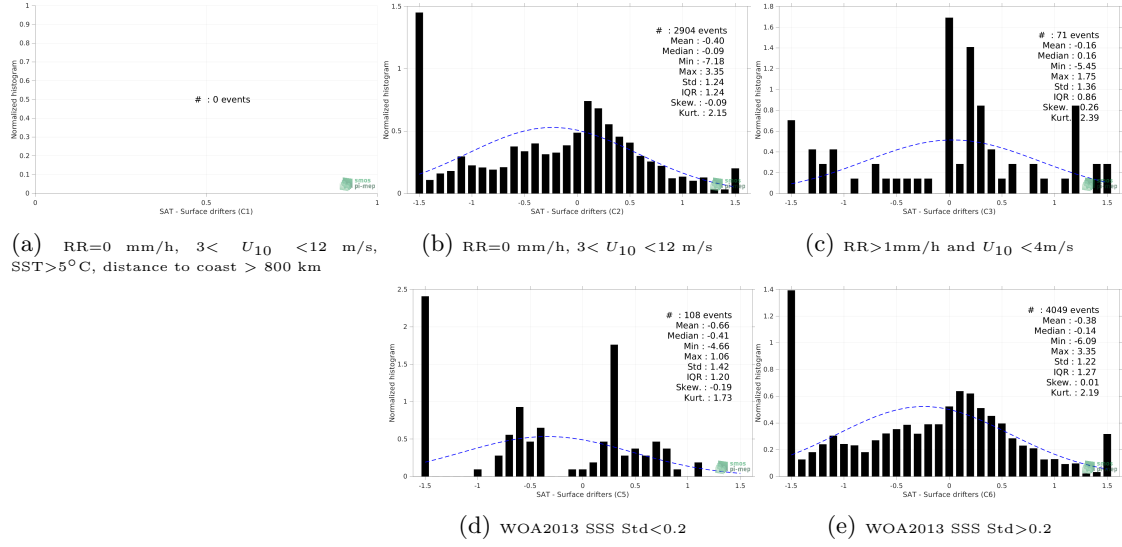 1
0.9
0.8
0.7
0.6
0.5
0.4
0.3
0.2
0.1
0
Normalized histogram
# : 0 events
smos
pi-mep
0 0.5 1
SAT - Surface drifters (C1)
(a) RR=0 mm/h, 3< U10 <12 m/s,
SST>5°C, distance to coast > 800 km
1.5
1
0.5
0
Normalized histogram
# : 2904 events
Mean : -0.40
Median : -0.09
Min : -7.18
Max : 3.35
Std : 1.24
IQR : 1.24
Skew. : -0.09
Kurt. : 2.15
smos
pi-mep
-1.5 -1 -0.5 0 0.5 1 1.5
SAT - Surface drifters (C2)
(b) RR=0 mm/h, 3< U10 <12 m/s
1.8
1.6
1.4
1.2
1
0.8
0.6
0.4
0.2
0
Normalized histogram
# : 71 events
Mean : -0.16
Median : 0.16
Min : -5.45
Max : 1.75
Std : 1.36
IQR : 0.86
Skew. 0.26
Kurt. 2.39
smos
pi-mep
-1.5 -1 -0.5 0 0.5 1 1.5
SAT - Surface drifters (C3)
(c) RR>1mm/h and U10 <4m/s
2.5
2
1.5
1
0.5
0
Normalized histogram
# : 108 events
Mean : -0.66
Median : -0.41
Min : -4.66
Max : 1.06
Std : 1.42
IQR : 1.20
Skew. : -0.19
Kurt. : 1.73
smos
pi-mep
-1.5 -1 -0.5 0 0.5 1 1.5
SAT - Surface drifters (C5)
(d) WOA2013 SSS Std<0.2
1.4
1.2
1
0.8
0.6
0.4
0.2
0
Normalized histogram
# : 4049 events
Mean : -0.38
Median : -0.14
Min : -6.09
Max : 3.35
Std : 1.22
IQR : 1.27
Skew. : 0.01
Kurt. : 2.19
smos
pi-mep
-1.5 -1 -0.5 0 0.5 1 1.5
SAT - Surface drifters (C6)
(e) WOA2013 SSS Std>0.2